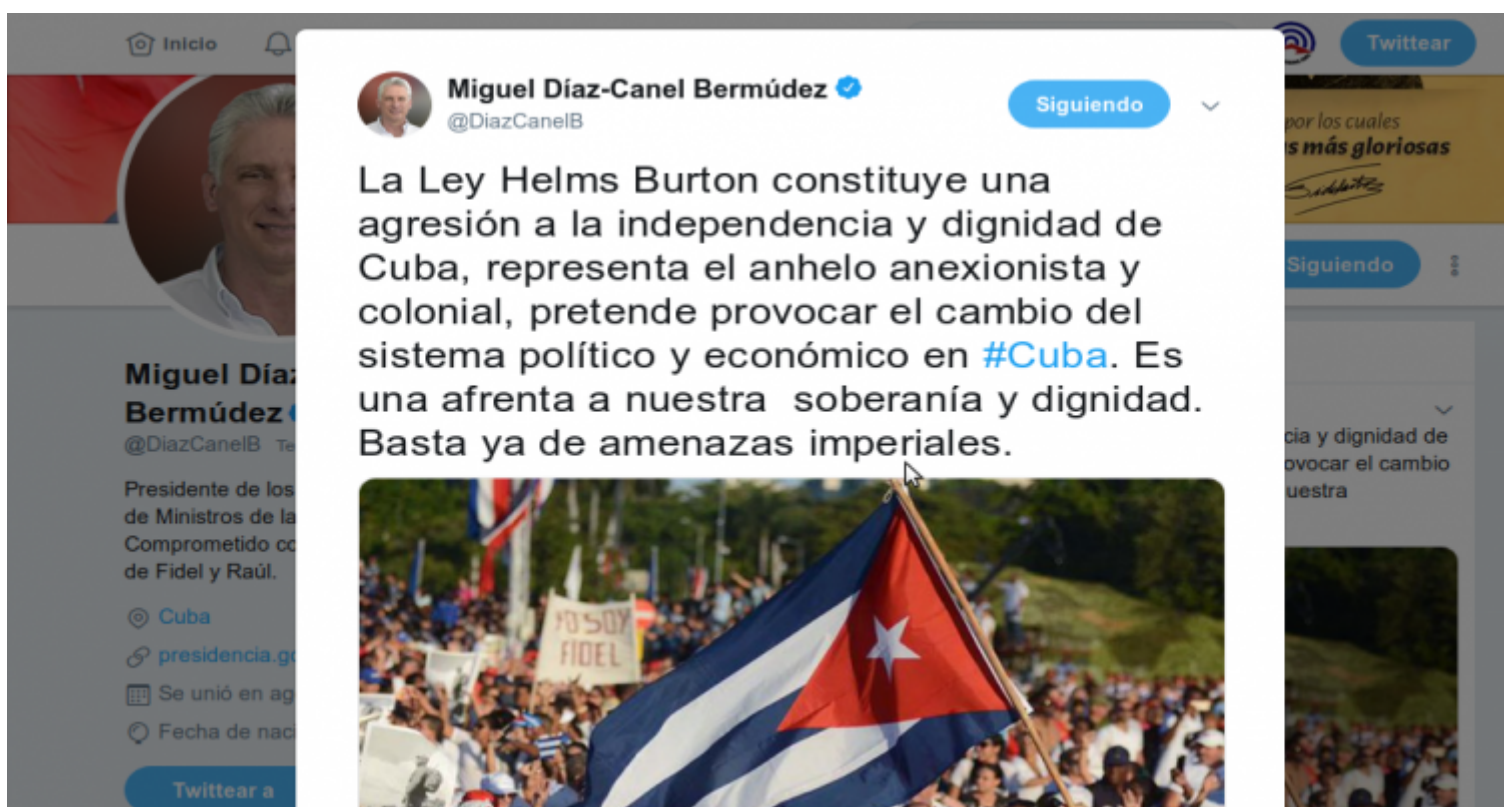 Inicio
Twittear
Miguel Díaz-Canel Bermúdez
@DiazCanelB
Siguiendo
La Ley Helms Burton constituye una
agresión a la independencia y dignidad de
Cuba, representa el anhelo anexionista y
colonial, pretende provocar el cambio del
sistema político y económico en #Cuba. Es
una afrenta a nuestra  soberanía y dignidad.
Basta ya de amenazas imperiales.
YO SOY
FIDEL
por los cuales
s más gloriosas
Siguiendo
Miguel Díaz
Bermúdez
@DiazCanelB Te
Presidente de los
de Ministros de la
Comprometido co
de Fidel y Raúl.
Cuba
presidencia.go
Se unió en ag
Fecha de naci
Twittear a
cia y dignidad de
ovocar el cambio
uestra